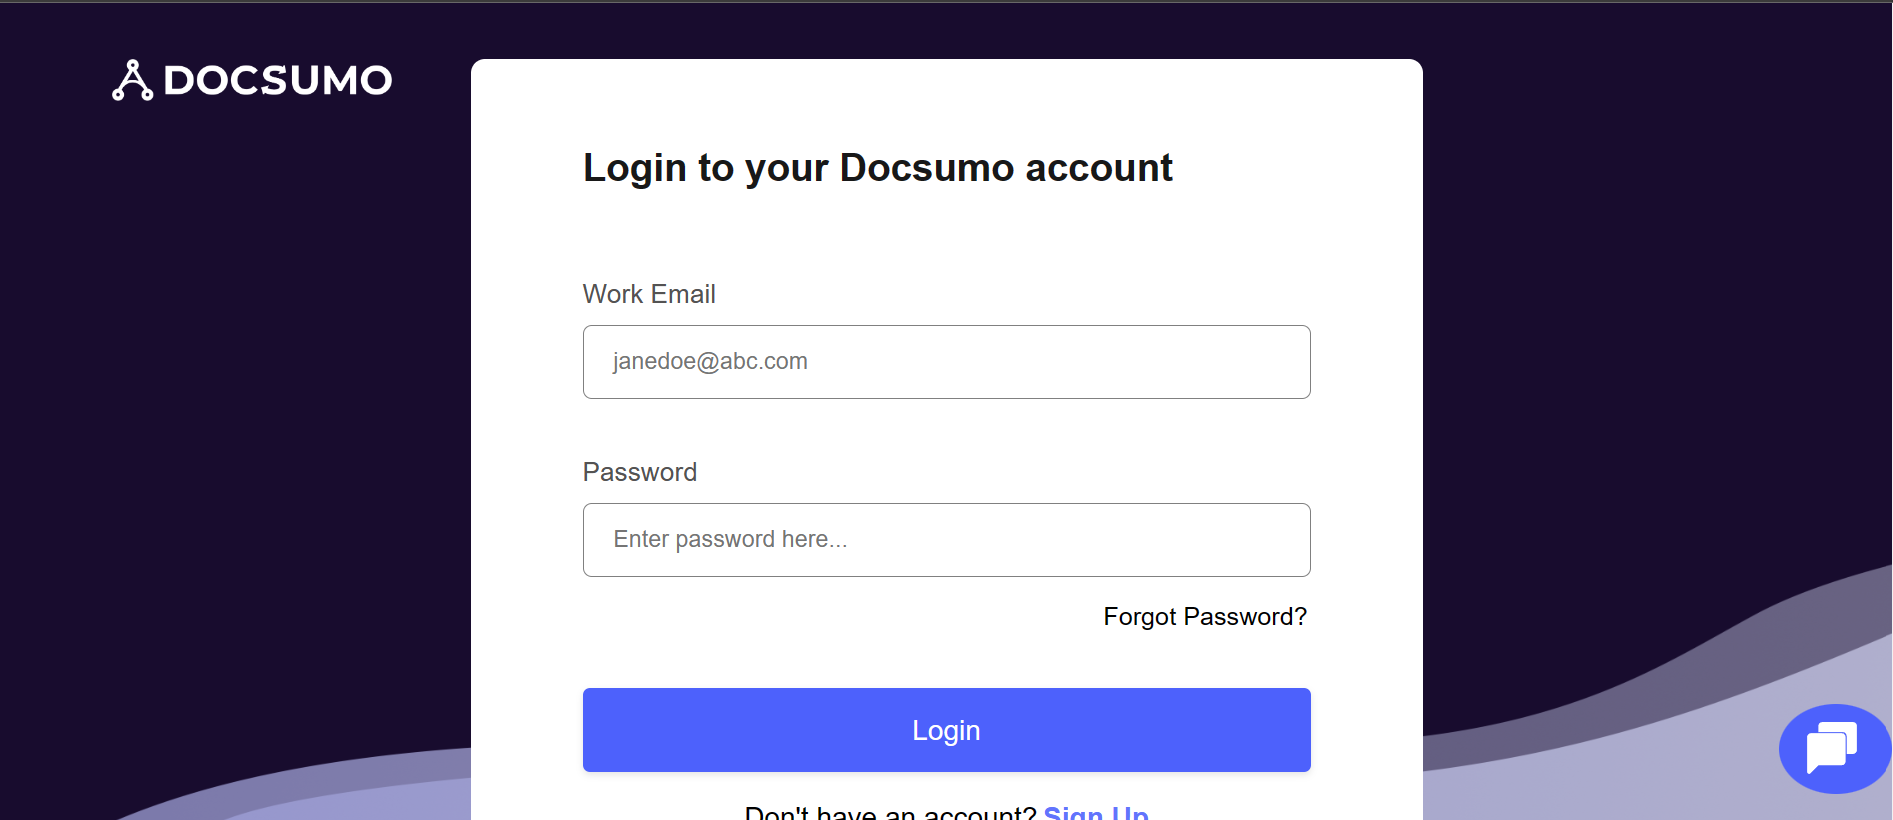 DOCSUMO
Login to your Docsumo account
Work Email
janedoe@abc.com
Password
Enter password here...
Forgot Password?
Login
Don't have an account? Sign Up